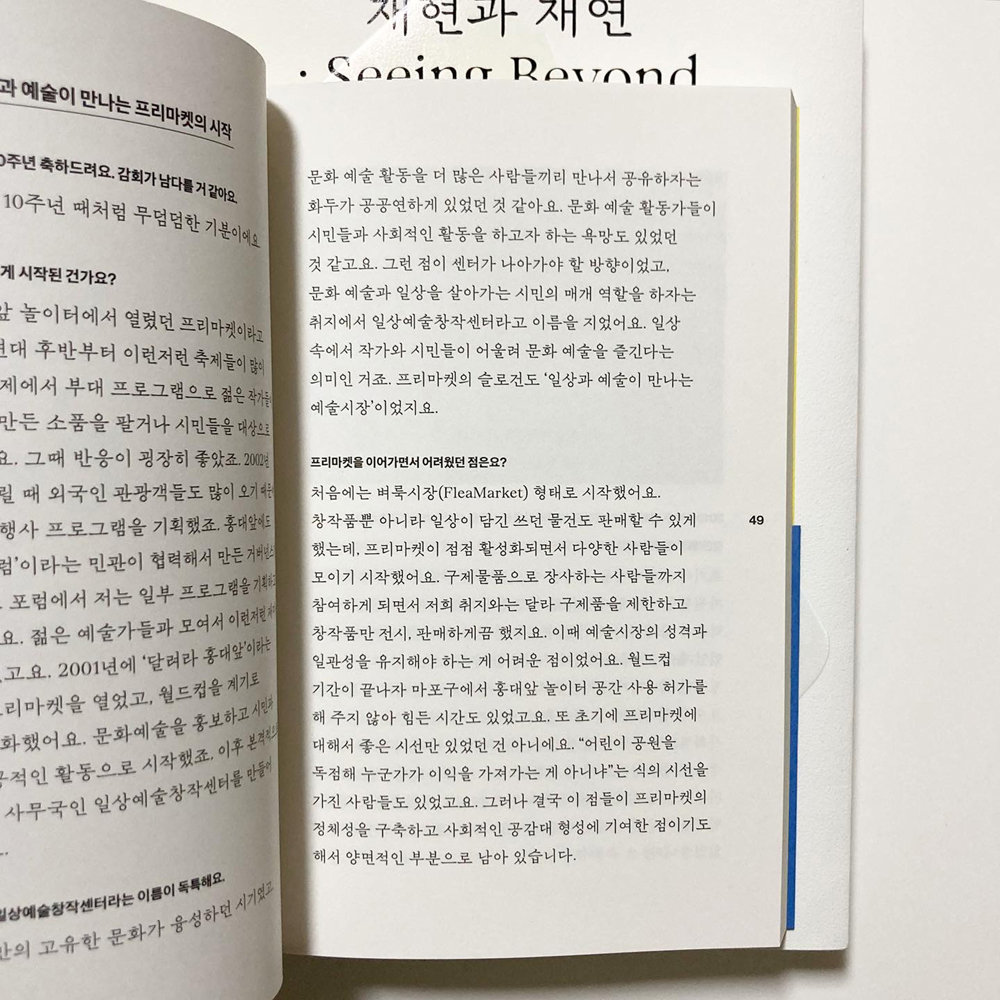 재현과 재연
: Seeing Beyond
과 예술이 만나는 프리마켓의 시작
0주년 축하드려요. 감회가 남다를 거 같아요.
10주년 때처럼 무덤덤한 기분이에요
게 시작된 건가요?
앞 놀이터에서 열렸던 프리마켓이라고
년대 후반부터 이런저런 축제들이 많이
제에서 부대 프로그램으로 젊은 작가들이
만든 소품을 팔거나 시민들을 대상으로
요. 그때 반응이 굉장히 좋았죠. 2002년
릴 때 외국인 관광객들도 많이 오기 때문에
행사 프로그램을 기획했죠. 홍대앞에도
럼’이라는 민관이 협력해서 만든 거버넌스
. 포럼에서 저는 일부 프로그램을 기획하고
요. 젊은 예술가들과 모여서 이런저런
고요. 2001년에 ‘달려라 홍대앞’이라는
프리마켓을 열었고, 월드컵을 계기로
화했어요. 문화예술을 홍보하고 시민과
공적인 활동으로 시작했죠. 이후 본격적으
사무국인 일상예술창작센터를 만들어
..
일상예술창작센터라는 이름이 독특해요.
만의 고유한 문화가 융성하던 시기였고
문화 예술 활동을 더 많은 사람들끼리 만나서 공유하자는
화두가 공공연하게 있었던 것 같아요. 문화 예술 활동가들이
시민들과 사회적인 활동을 하고자 하는 욕망도 있었던
것 같고요. 그런 점이 센터가 나아가야 할 방향이었고,
문화 예술과 일상을 살아가는 시민의 매개 역할을 하자는
취지에서 일상예술창작센터라고 이름을 지었어요. 일상
속에서 작가와 시민들이 어울려 문화 예술을 즐긴다는
의미인 거죠. 프리마켓의 슬로건도 ‘일상과 예술이 만나는
예술시장’이었지요.
프리마켓을 이어가면서 어려웠던 점은요?
처음에는 벼룩시장(FleaMarket) 형태로 시작했어요.
창작품뿐 아니라 일상이 담긴 쓰던 물건도 판매할 수 있게
했는데, 프리마켓이 점점 활성화되면서 다양한 사람들이
모이기 시작했어요. 구제물품으로 장사하는 사람들까지
참여하게 되면서 저희 취지와는 달라 구제품을 제한하고
창작품만 전시, 판매하게끔 했지요. 이때 예술시장의 성격과
일관성을 유지해야 하는 게 어려운 점이었어요. 월드컵
기간이 끝나자 마포구에서 홍대앞 놀이터 공간 사용 허가를
해 주지 않아 힘든 시간도 있었고요. 또 초기에 프리마켓에
대해서 좋은 시선만 있었던 건 아니에요. “어린이 공원을
독점해 누군가가 이익을 가져가는 게 아니냐”는 식의 시선을
가진 사람들도 있었고요. 그러나 결국 이 점들이 프리마켓의
정체성을 구축하고 사회적인 공감대 형성에 기여한 점이기도
해서 양면적인 부분으로 남아 있습니다.
49